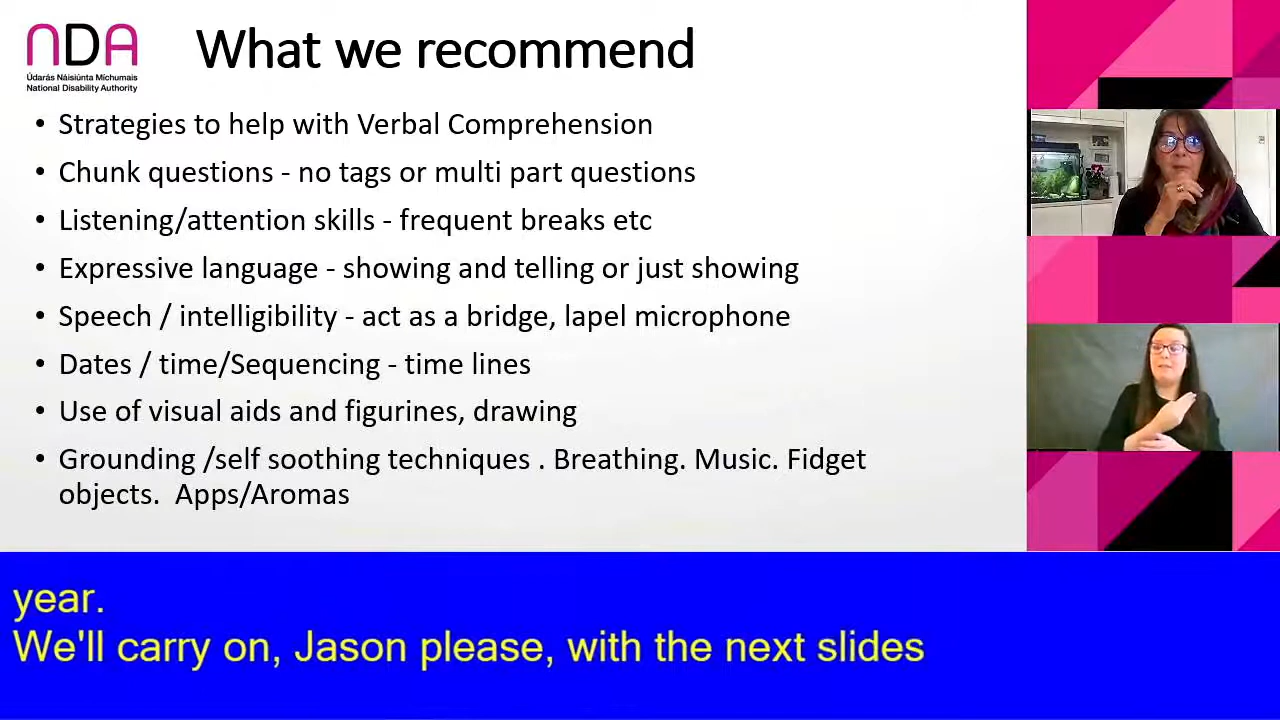 nDA
Údarás Náisiúnta Míchumais
National Disability Authority
What we recommend
• Strategies to help with Verbal Comprehension
• Chunk questions - no tags or multi part questions
• Listening/attention skills - frequent breaks etc
• Expressive language - showing and telling or just showing
• Speech / intelligibility - act as a bridge, lapel microphone
• Dates / time/Sequencing - time lines
• Use of visual aids and figurines, drawing
• Grounding /self soothing techniques . Breathing. Music. Fidget
objects.  Apps/Aromas
year.
We'll carry on, Jason please, with the next slides